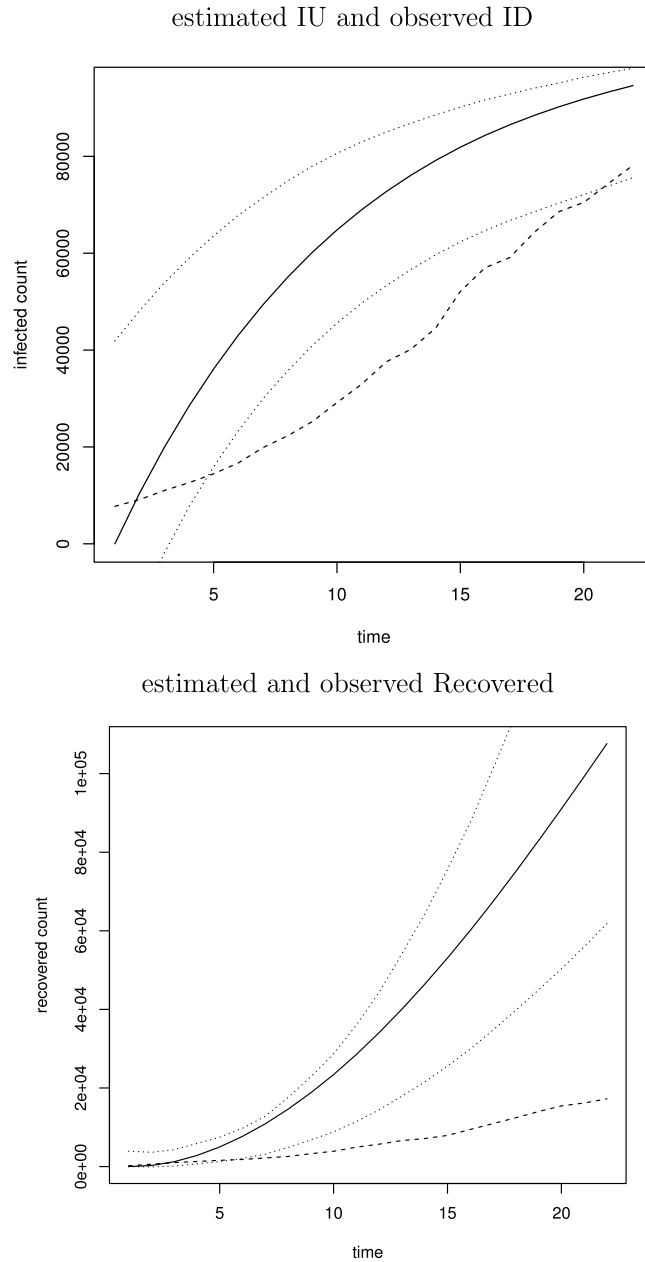 estimated IU and observed ID
80000
60000
40000
20000
0
infected count
5 10 15 20
time
estimated and observed Recovered
1e+05
8e+04
6e+04
4e+04
2e+04
0e+00
recovered count
5 10 15 20
time